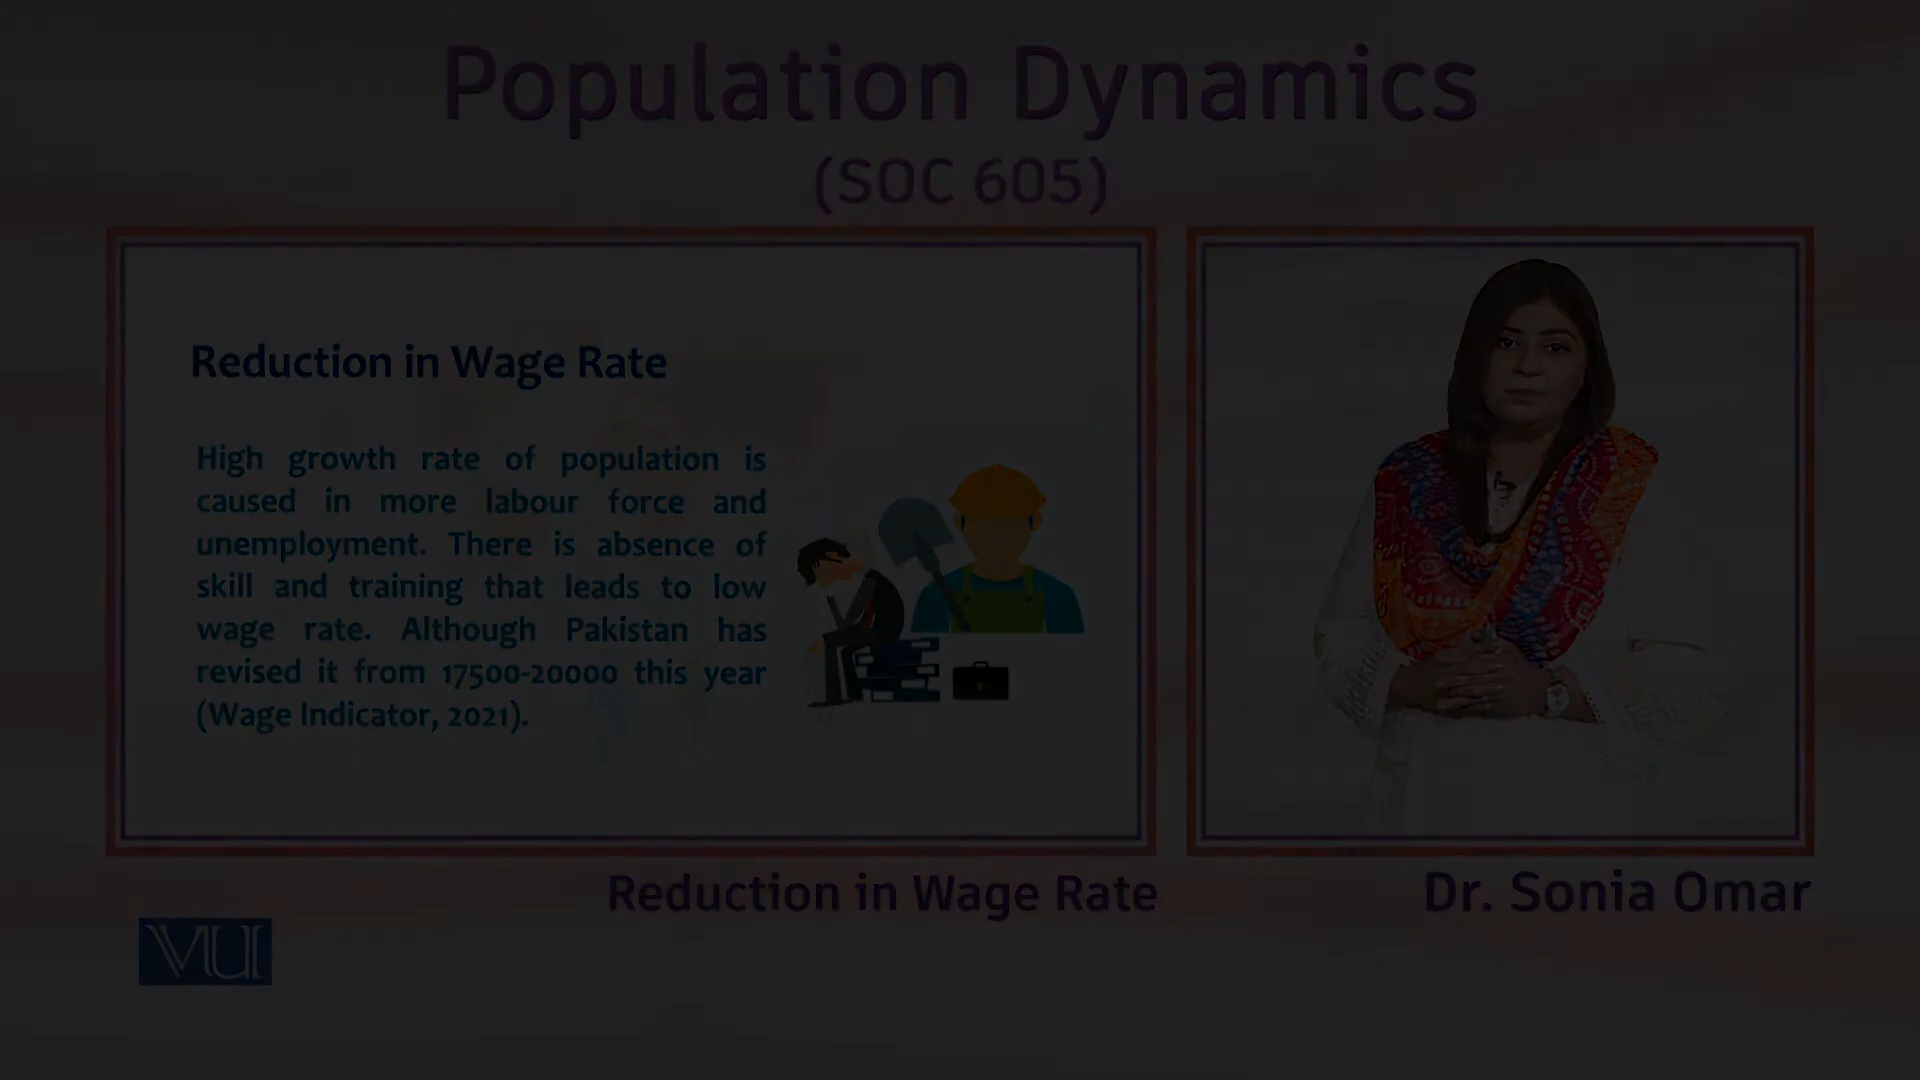 Population Dynamics
(SOC 605)
Reduction in Wage Rate
High growth rate of population is
caused in more labour force and
unemployment. There is absence of
skill and training that leads to low
wage rate. Although Pakistan has
revised it from 17500-20000 this year
(Wage Indicator, 2021).
Reduction in Wage Rate
Dr. Sonia Omar
VU